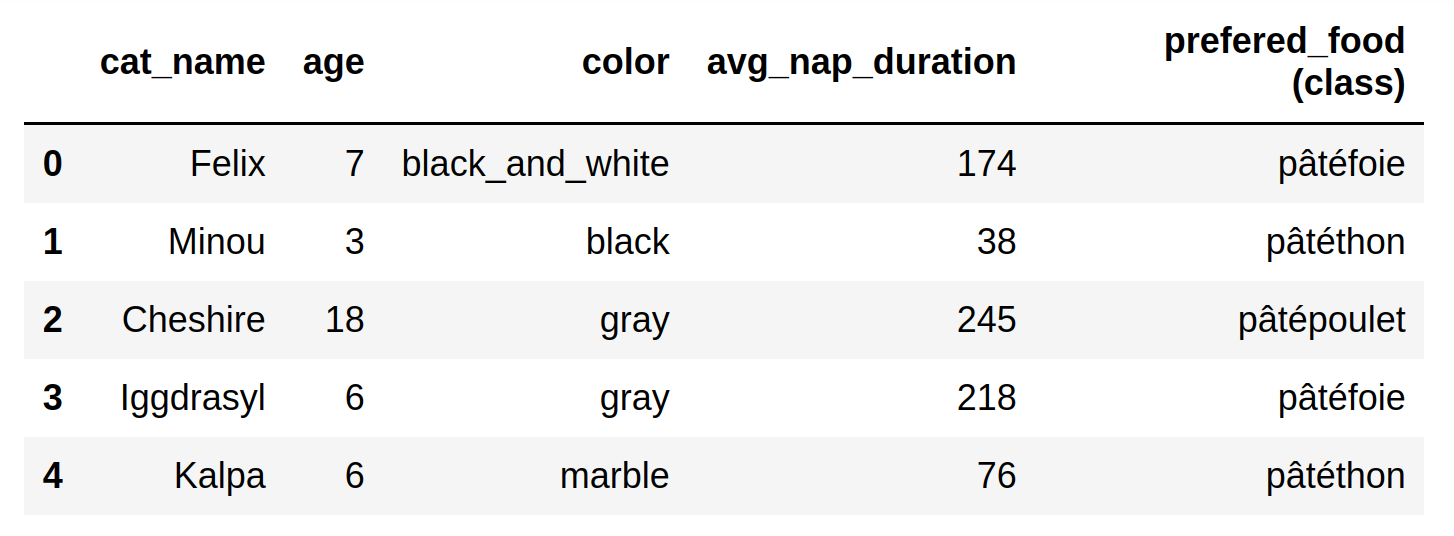 cat_name age color avg_nap_duration prefered_food
(class)
0 Felix 7 black_and_white 174 pâtéfoie
1 Minou 3 black 38 pâtéthon
2 Cheshire 18 gray 245 pâtépoulet
3 Iggdrasyl 6 gray 218 pâtéfoie
4 Kalpa 6 marble 76 pâtéthon